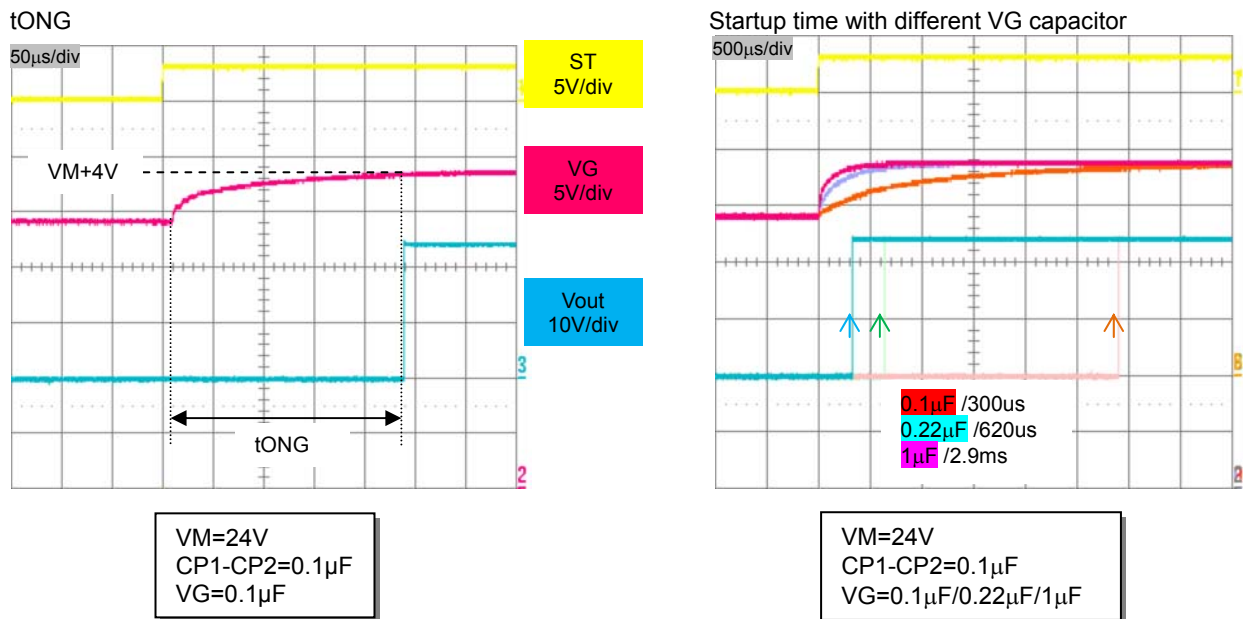 tONG
50µs/div
ST
5V/div
VM+4V
VG
5V/div
Vout
10V/div
3
tONG
2
VM=24V
CP1-CP2=0.1µF
VG=0.1µF
Startup time with different VG capacitor
500µs/div
0.1µF /300us
0.22µF /620us
1µF /2.9ms
VM=24V
CP1-CP2=0.1µF
VG=0.1µF/0.22µF/1µF